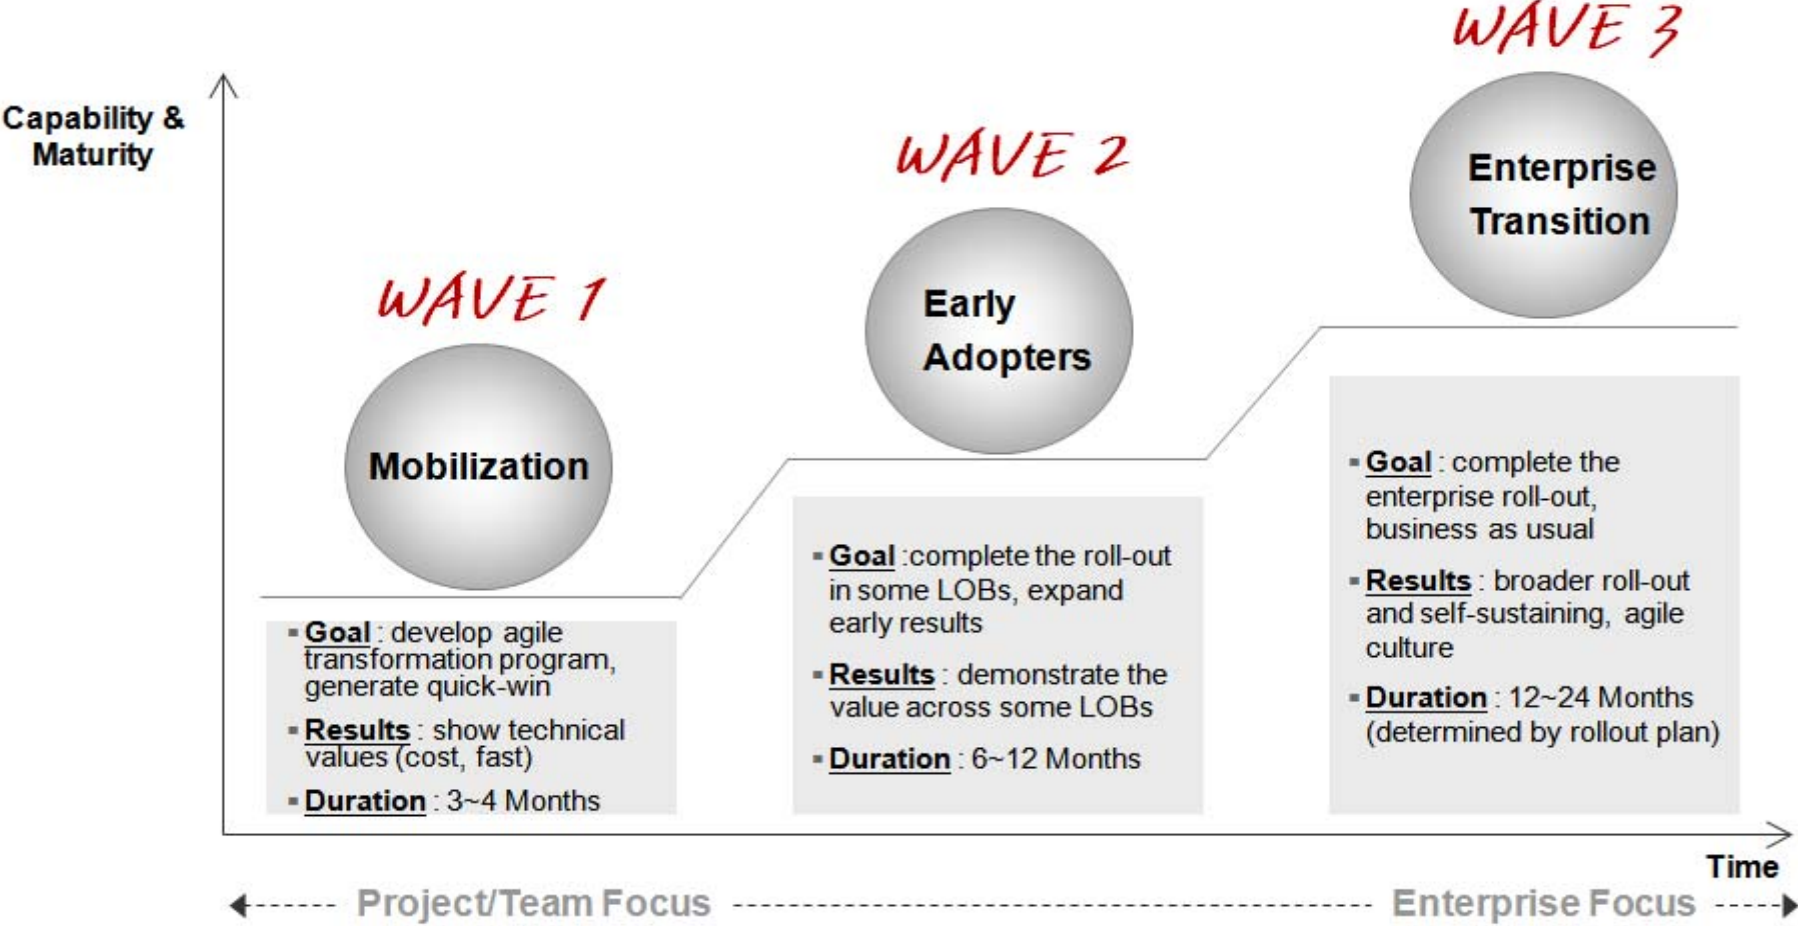 Capability &
Maturity
WAVE 1
Mobilization
▪ Goal : develop agile
transformation program,
generate quick-win
▪ Results : show technical
values (cost, fast)
▪ Duration : 3~4 Months
WAVE 2
Early
Adopters
▪ Goal :complete the roll-out
in some LOBs, expand
early results
▪ Results : demonstrate the
value across some LOBs
▪ Duration : 6~12 Months
WAVE 3
Enterprise
Transition
▪ Goal : complete the
enterprise roll-out,
business as usual
▪ Results : broader roll-out
and self-sustaining, agile
culture
▪ Duration : 12~24 Months
(determined by rollout plan)
Time
Project/Team Focus
Enterprise Focus